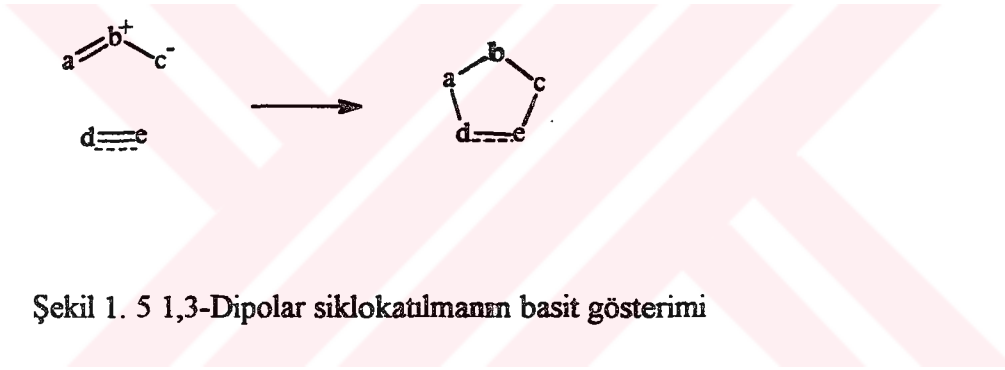 a b+ c-
d e
a b c
d e
Şekil 1. 5 1,3-Dipolar siklokatılmanın basit gösterimi